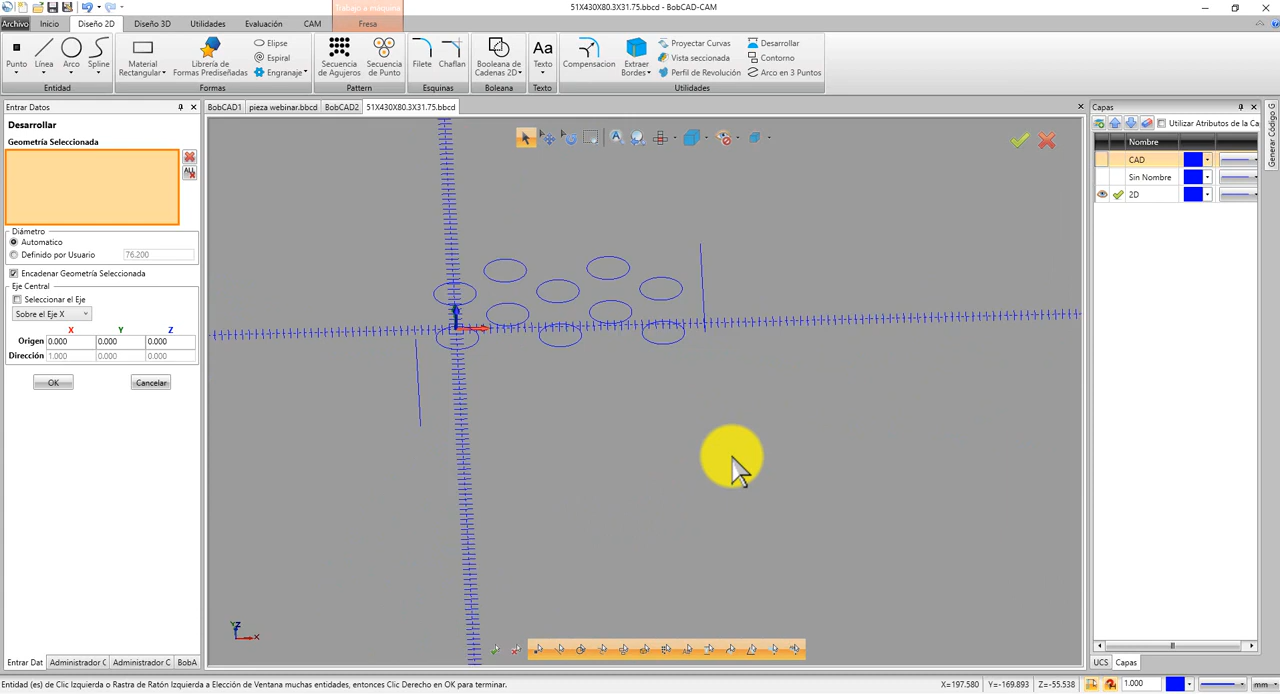 Trabajo a máquina
51X430X80.3X31.75.bbcd - BobCAD-CAM
Archivo
Inicio
Diseño 2D
Diseño 3D
Utilidades
Evaluación
CAM
Fresa
Punto
Línea
Arco
Spline
Entidad
Material
Rectangular
Librería de
Formas Prediseñadas
Elipse
Espiral
Engranaje
Formas
Secuencia
de Agujeros
Secuencia
de Punto
Pattern
Filete
Chaflan
Esquinas
Booleana de
Cadenas 2D
Boleana
Aa
Texto
Texto
Compensacion
Extraer
Bordes
Proyectar Curvas
Vista seccionada
Perfil de Revolución
Desarrollar
Contorno
Arco en 3 Puntos
Utilidades
Entrar Datos
BobCAD1
pieza webinar.bbcd
BobCAD2
51X430X80.3X31.75.bbcd
Capas
Desarrollar
Geometría Seleccionada
Diámetro
Automatico
Definido por Usuario
76.200
Encadenar Geometría Seleccionada
Eje Central
Seleccionar el Eje
Sobre el Eje X
X Y Z
Origen 0.000 0.000 0.000
Dirección 1.000 0.000 0.000
OK
Cancelar
Utilizar Atributos de la Ca
Nombre
CAD
Sin Nombre
2D
Generar Código G
X
Entrar Dat
Administrador C
Administrador C
BobA
UCS
Capas
Entidad (es) de Clic Izquierda o Rastra de Ratón Izquierda a Elección de Ventana muchas entidades, entonces Clic Derecho en OK para terminar.
X=197.580
Y=-169.893
Z=-55.538
1.000
mm